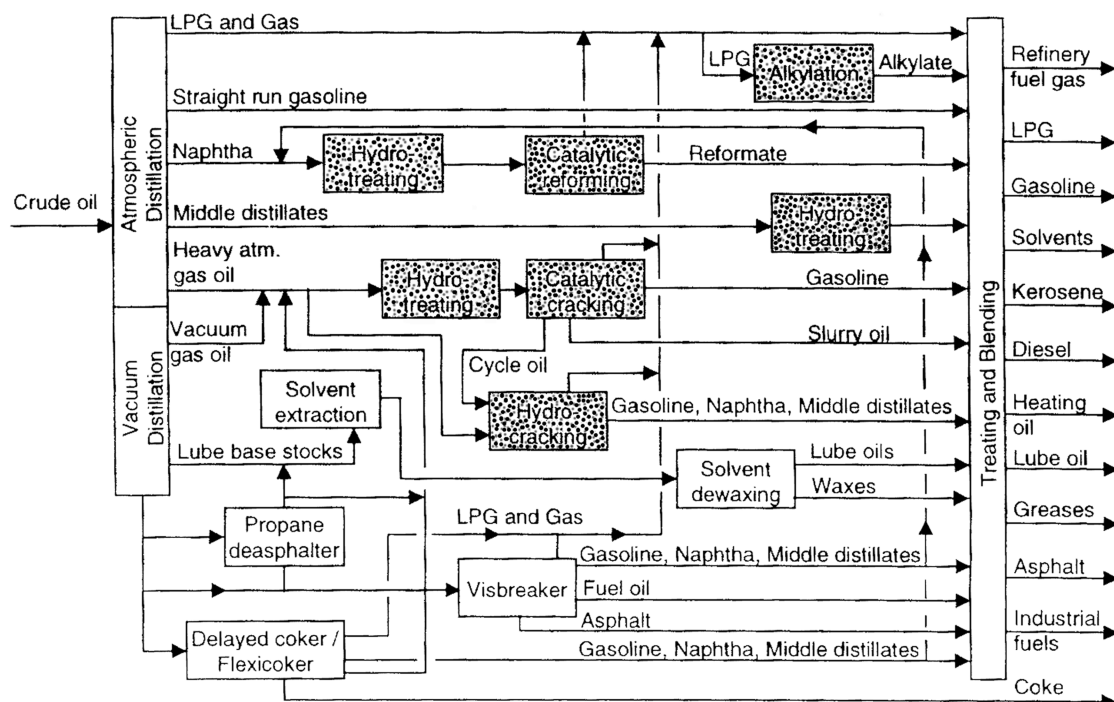 LPG and Gas
LPG
Alkylation
Alkylate
Refinery
fuel gas
Straight run gasoline
LPG
Naphtha
Hydro-
treating
Catalytic
reforming
Reformate
Gasoline
Crude oil
Atmospheric
Distillation
Middle distillates
Hydro-
treating
Solvents
Heavy atm.
gas oil
Hydro-
treating
Catalytic
cracking
Gasoline
Kerosene
Vacuum
gas oil
Slurry oil
Diesel
Cycle oil
Vacuum
Distillation
Solvent
extraction
Hydro-
cracking
Gasoline, Naphtha, Middle distillates
Treating and Blending
Heating
oil
Lube base stocks
Solvent
dewaxing
Lube oils
Waxes
Lube oil
Propane
deasphalter
LPG and Gas
Greases
Visbreaker
Gasoline, Naphtha, Middle distillates
Fuel oil
Asphalt
Asphalt
Delayed coker /
Flexicoker
Gasoline, Naphtha, Middle distillates
Industrial
fuels
Coke